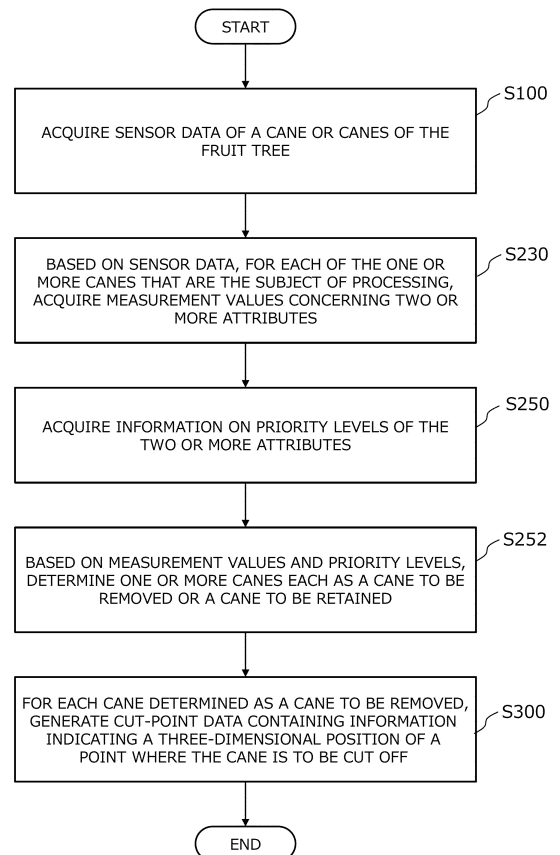 START
S100
ACQUIRE SENSOR DATA OF A CANE OR CANES OF THE
FRUIT TREE
S230
BASED ON SENSOR DATA, FOR EACH OF THE ONE OR
MORE CANES THAT ARE THE SUBJECT OF PROCESSING,
ACQUIRE MEASUREMENT VALUES CONCERNING TWO OR
MORE ATTRIBUTES
S250
ACQUIRE INFORMATION ON PRIORITY LEVELS OF THE
TWO OR MORE ATTRIBUTES
S252
BASED ON MEASUREMENT VALUES AND PRIORITY LEVELS,
DETERMINE ONE OR MORE CANES EACH AS A CANE TO BE
REMOVED OR A CANE TO BE RETAINED
S300
FOR EACH CANE DETERMINED AS A CANE TO BE REMOVED,
GENERATE CUT-POINT DATA CONTAINING INFORMATION
INDICATING A THREE-DIMENSIONAL POSITION OF A
POINT WHERE THE CANE IS TO BE CUT OFF
END